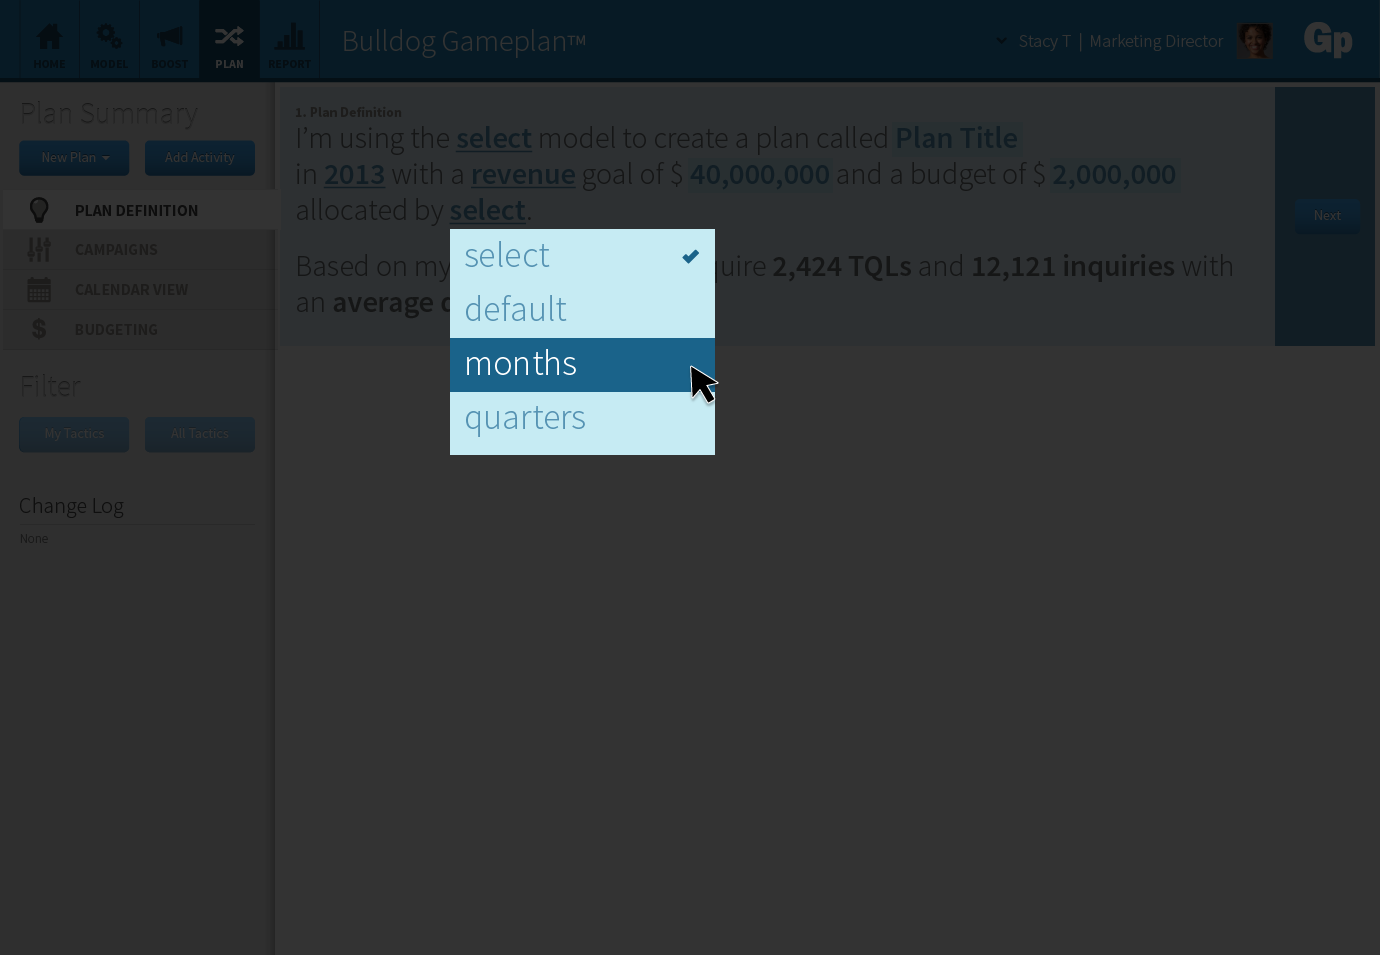 HOME
MODEL
BOOST
PLAN
REPORT
Bulldog Gameplan™
Stacy T | Marketing Director
Gp
Plan Summary
New Plan
Add Activity
PLAN DEFINITION
CAMPAIGNS
CALENDAR VIEW
BUDGETING
Filter
My Tactics
All Tactics
Change Log
None
1. Plan Definition
I'm using the select model to create a plan called Plan Title
in 2013 with a revenue goal of $ 40,000,000 and a budget of $ 2,000,000
allocated by select.
Based on my 2,424 TQLs and 12,121 inquiries with
an average
select
default
months
quarters
Next